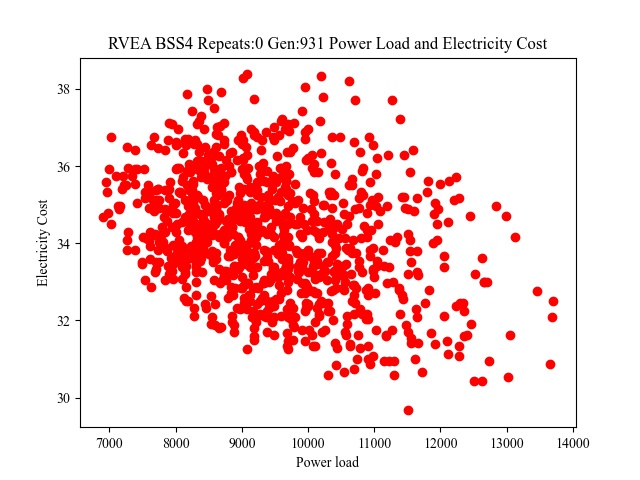 RVEA BSS4 Repeats:0 Gen:931 Power Load and Electricity Cost
38
36
34
32
30
Electricity Cost
7000 8000 9000 10000 11000 12000 13000 14000
Power load